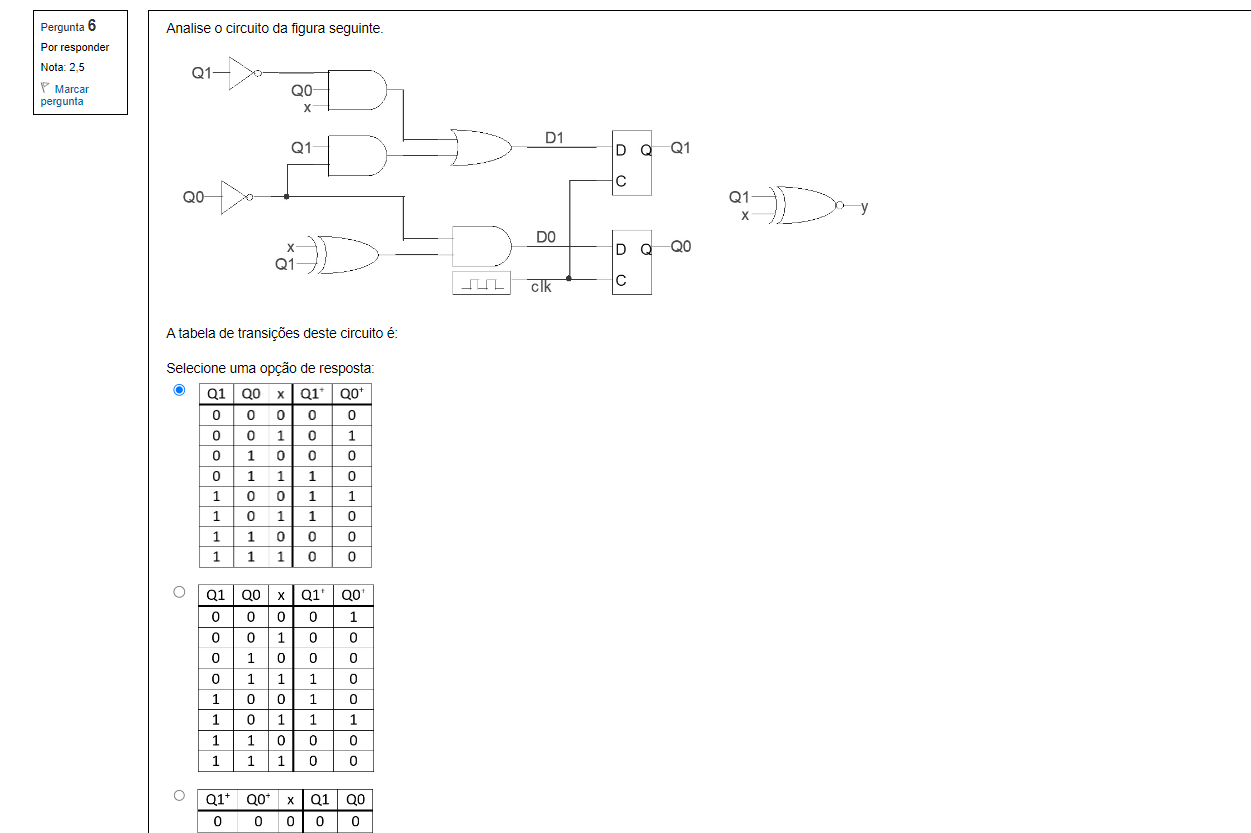 Pergunta 6
Por responder
Nota: 2,5
Marcar
pergunta
Analise o circuito da figura seguinte.
Q1
Q0
x
Q1
Q0
x
Q1
D1
D0
clk
D Q
C
Q1
D Q
C
Q0
Q1
x
y
A tabela de transições deste circuito é:
Selecione uma opção de resposta:
Q1 Q0 x Q1⁺ Q0⁺
0 0 0 0 0
0 0 1 0 1
0 1 0 0 0
0 1 1 1 0
1 0 0 1 1
1 0 1 1 0
1 1 0 0 0
1 1 1 0 0
Q1 Q0 x Q1⁺ Q0⁺
0 0 0 0 1
0 0 1 0 0
0 1 0 0 0
0 1 1 1 0
1 0 0 1 0
1 0 1 1 1
1 1 0 0 0
1 1 1 0 0
Q1⁺ Q0⁺ x Q1 Q0
0 0 0 0 0